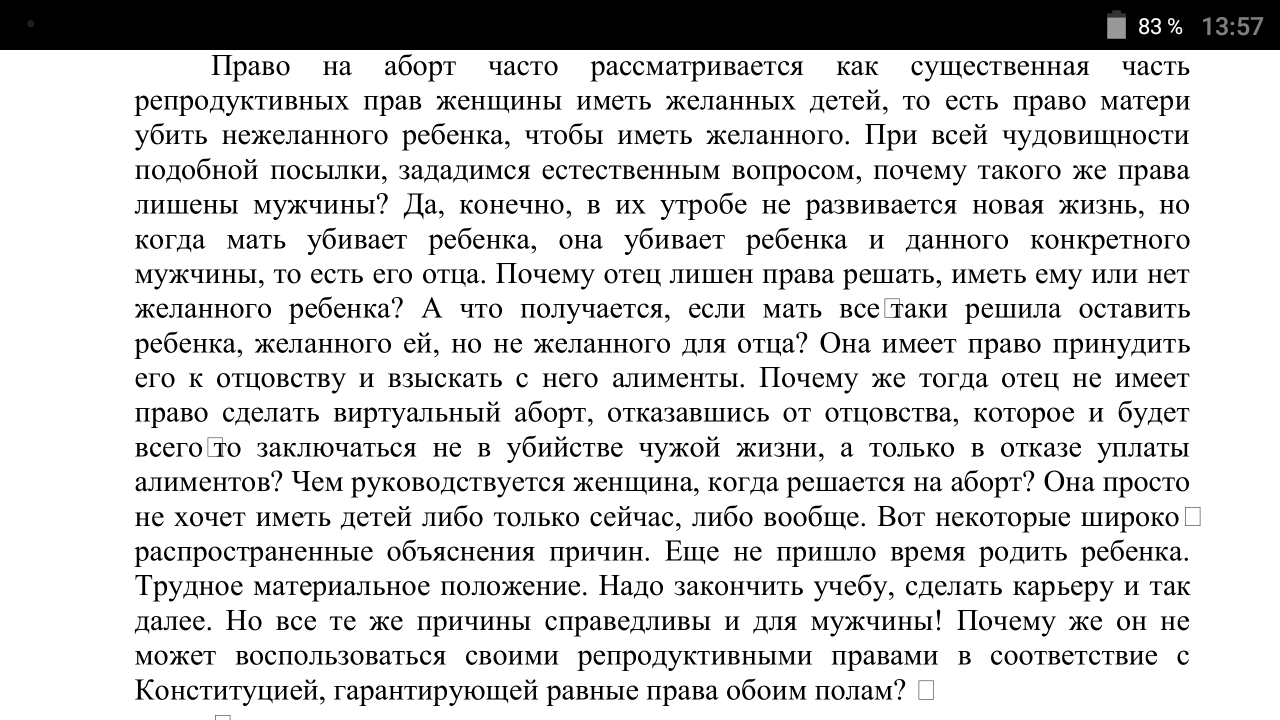 83 % 13:57
Право на аборт часто рассматривается как существенная часть
репродуктивных прав женщины иметь желанных детей, то есть право матери
убить нежеланного ребенка, чтобы иметь желанного. При всей чудовищности
подобной посылки, зададимся естественным вопросом, почему такого же права
лишены мужчины? Да, конечно, в их утробе не развивается новая жизнь, но
когда мать убивает ребенка, она убивает ребенка и данного конкретного
мужчины, то есть его отца. Почему отец лишен права решать, иметь ему или нет
желанного ребенка? А что получается, если мать все□таки решила оставить
ребенка, желанного ей, но не желанного для отца? Она имеет право принудить
его к отцовству и взыскать с него алименты. Почему же тогда отец не имеет
право сделать виртуальный аборт, отказавшись от отцовства, которое и будет
всего□то заключаться не в убийстве чужой жизни, а только в отказе уплаты
алиментов? Чем руководствуется женщина, когда решается на аборт? Она просто
не хочет иметь детей либо только сейчас, либо вообще. Вот некоторые широко□
распространенные объяснения причин. Еще не пришло время родить ребенка.
Трудное материальное положение. Надо закончить учебу, сделать карьеру и так
далее. Но все те же причины справедливы и для мужчины! Почему же он не
может воспользоваться своими репродуктивными правами в соответствие с
Конституцией, гарантирующей равные права обоим полам? □